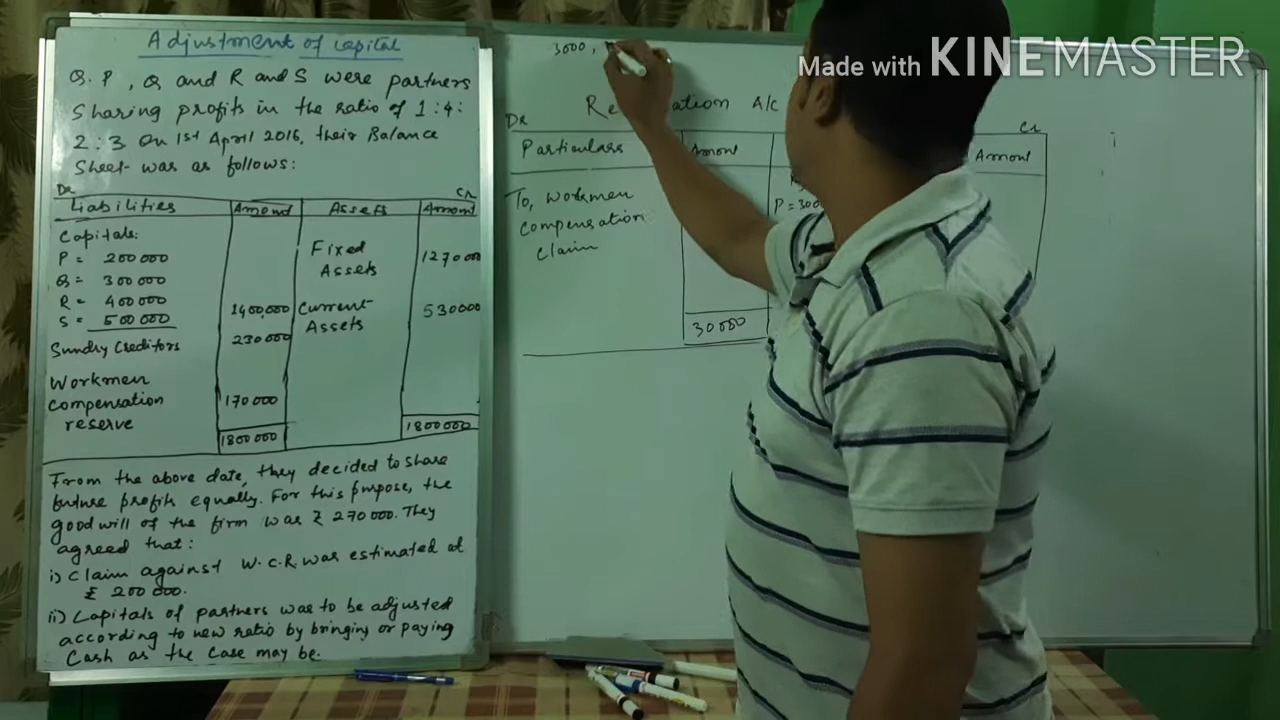 Adjustment of capital
Q. P, Q and R and S were partners
Sharing profits in the ratio of 1:4:
2:3 On 1st April 2016, their Balance
Sheet was as follows:
Dr Cr
Liabilities Amount Assets Amount
Capitals:
P = 200000
Q = 300000
R = 400000
S = 500000
1400,000
Fixed
Assets
127000
Current
Assets
530000
Sundry Creditors 230000
Workmen
compensation
reserve
170000
1800000 1800000
From the above date, they decided to share
future profits equally. For this purpose, the
good will of the firm was ₹ 270000. They
agreed that:
i) Claim against W.C.R. was estimated at
₹ 200000.
ii) Capitals of partners was to be adjusted
according to new ratio by bringing or paying
Cash as the case may be.
3000,
A/C
Dr Cr
Particulars Amount Amount
To, workmen
compensation
claim
P = 300
30000
Made with KINEMASTER